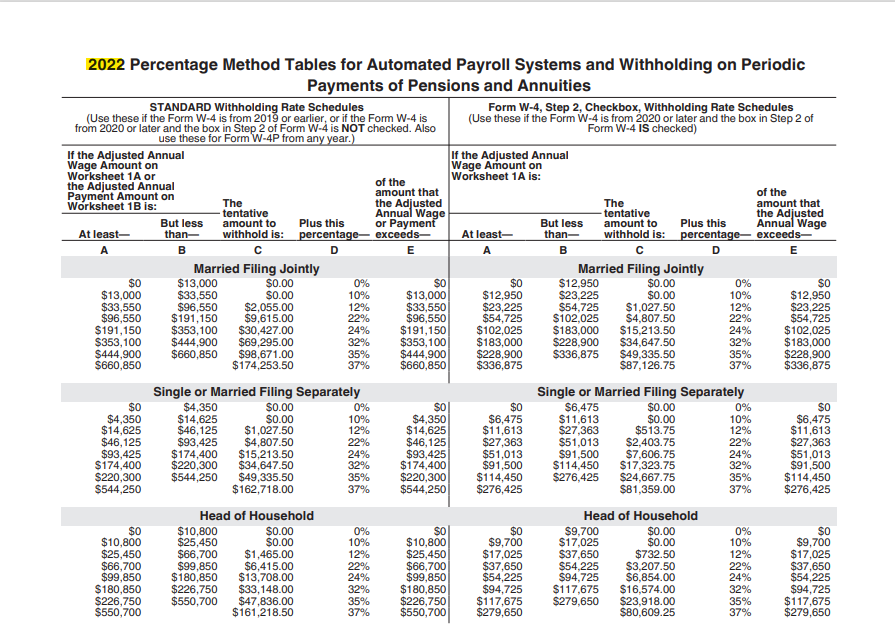 2022 Percentage Method Tables for Automated Payroll Systems and Withholding on Periodic
Payments of Pensions and Annuities
STANDARD Withholding Rate Schedules
(Use these if the Form W-4 is from 2019 or earlier, or if the Form W-4 is
from 2020 or later and the box in Step 2 of Form W-4 is NOT checked. Also
use these for Form W-4P from any year.)
If the Adjusted Annual
Wage Amount on
Worksheet 1A or
the Adjusted Annual
Payment Amount on
Worksheet 1B is:
The
tentative
amount to
withhold is:
of the
amount that
the Adjusted
Annual Wage
or Payment
exceeds—
At least—
But less
than—
Plus this
percentage—
A B C D E
Married Filing Jointly
$0 $13,000 $0.00 0% $0
$13,000 $33,550 $0.00 10% $13,000
$33,550 $96,550 $2,055.00 12% $33,550
$96,550 $191,150 $9,615.00 22% $96,550
$191,150 $353,100 $30,427.00 24% $191,150
$353,100 $444,900 $69,295.00 32% $353,100
$444,900 $660,850 $98,671.00 35% $444,900
$660,850 $174,253.50 37% $660,850
Single or Married Filing Separately
$0 $4,350 $0.00 0% $0
$4,350 $14,625 $0.00 10% $4,350
$14,625 $46,125 $1,027.50 12% $14,625
$46,125 $93,425 $4,807.50 22% $46,125
$93,425 $174,400 $15,213.50 24% $93,425
$174,400 $220,300 $34,647.50 32% $174,400
$220,300 $544,250 $49,335.50 35% $220,300
$544,250 $162,718.00 37% $544,250
Head of Household
$0 $10,800 $0.00 0% $0
$10,800 $25,450 $0.00 10% $10,800
$25,450 $66,700 $1,465.00 12% $25,450
$66,700 $99,850 $6,415.00 22% $66,700
$99,850 $180,850 $13,708.00 24% $99,850
$180,850 $226,750 $33,148.00 32% $180,850
$226,750 $550,700 $47,836.00 35% $226,750
$550,700 $161,218.50 37% $550,700
Form W-4, Step 2, Checkbox, Withholding Rate Schedules
(Use these if the Form W-4 is from 2020 or later and the box in Step 2 of
Form W-4 IS checked)
If the Adjusted Annual
Wage Amount on
Worksheet 1A is:
The
tentative
amount to
withhold is:
of the
amount that
the Adjusted
Annual Wage
exceeds—
At least—
But less
than—
Plus this
percentage—
A B C D E
Married Filing Jointly
$0 $12,950 $0.00 0% $0
$12,950 $23,225 $0.00 10% $12,950
$23,225 $54,725 $1,027.50 12% $23,225
$54,725 $102,025 $4,807.50 22% $54,725
$102,025 $183,000 $15,213.50 24% $102,025
$183,000 $228,900 $34,647.50 32% $183,000
$228,900 $336,875 $49,335.50 35% $228,900
$336,875 $87,126.75 37% $336,875
Single or Married Filing Separately
$0 $6,475 $0.00 0% $0
$6,475 $11,613 $0.00 10% $6,475
$11,613 $27,363 $513.75 12% $11,613
$27,363 $51,013 $2,403.75 22% $27,363
$51,013 $91,500 $7,606.75 24% $51,013
$91,500 $114,450 $17,323.75 32% $91,500
$114,450 $276,425 $24,667.75 35% $114,450
$276,425 $81,359.00 37% $276,425
Head of Household
$0 $9,700 $0.00 0% $0
$9,700 $17,025 $0.00 10% $9,700
$17,025 $37,650 $732.50 12% $17,025
$37,650 $54,225 $3,207.50 22% $37,650
$54,225 $94,725 $6,854.00 24% $54,225
$94,725 $117,675 $16,574.00 32% $94,725
$117,675 $279,650 $23,918.00 35% $117,675
$279,650 $80,609.25 37% $279,650